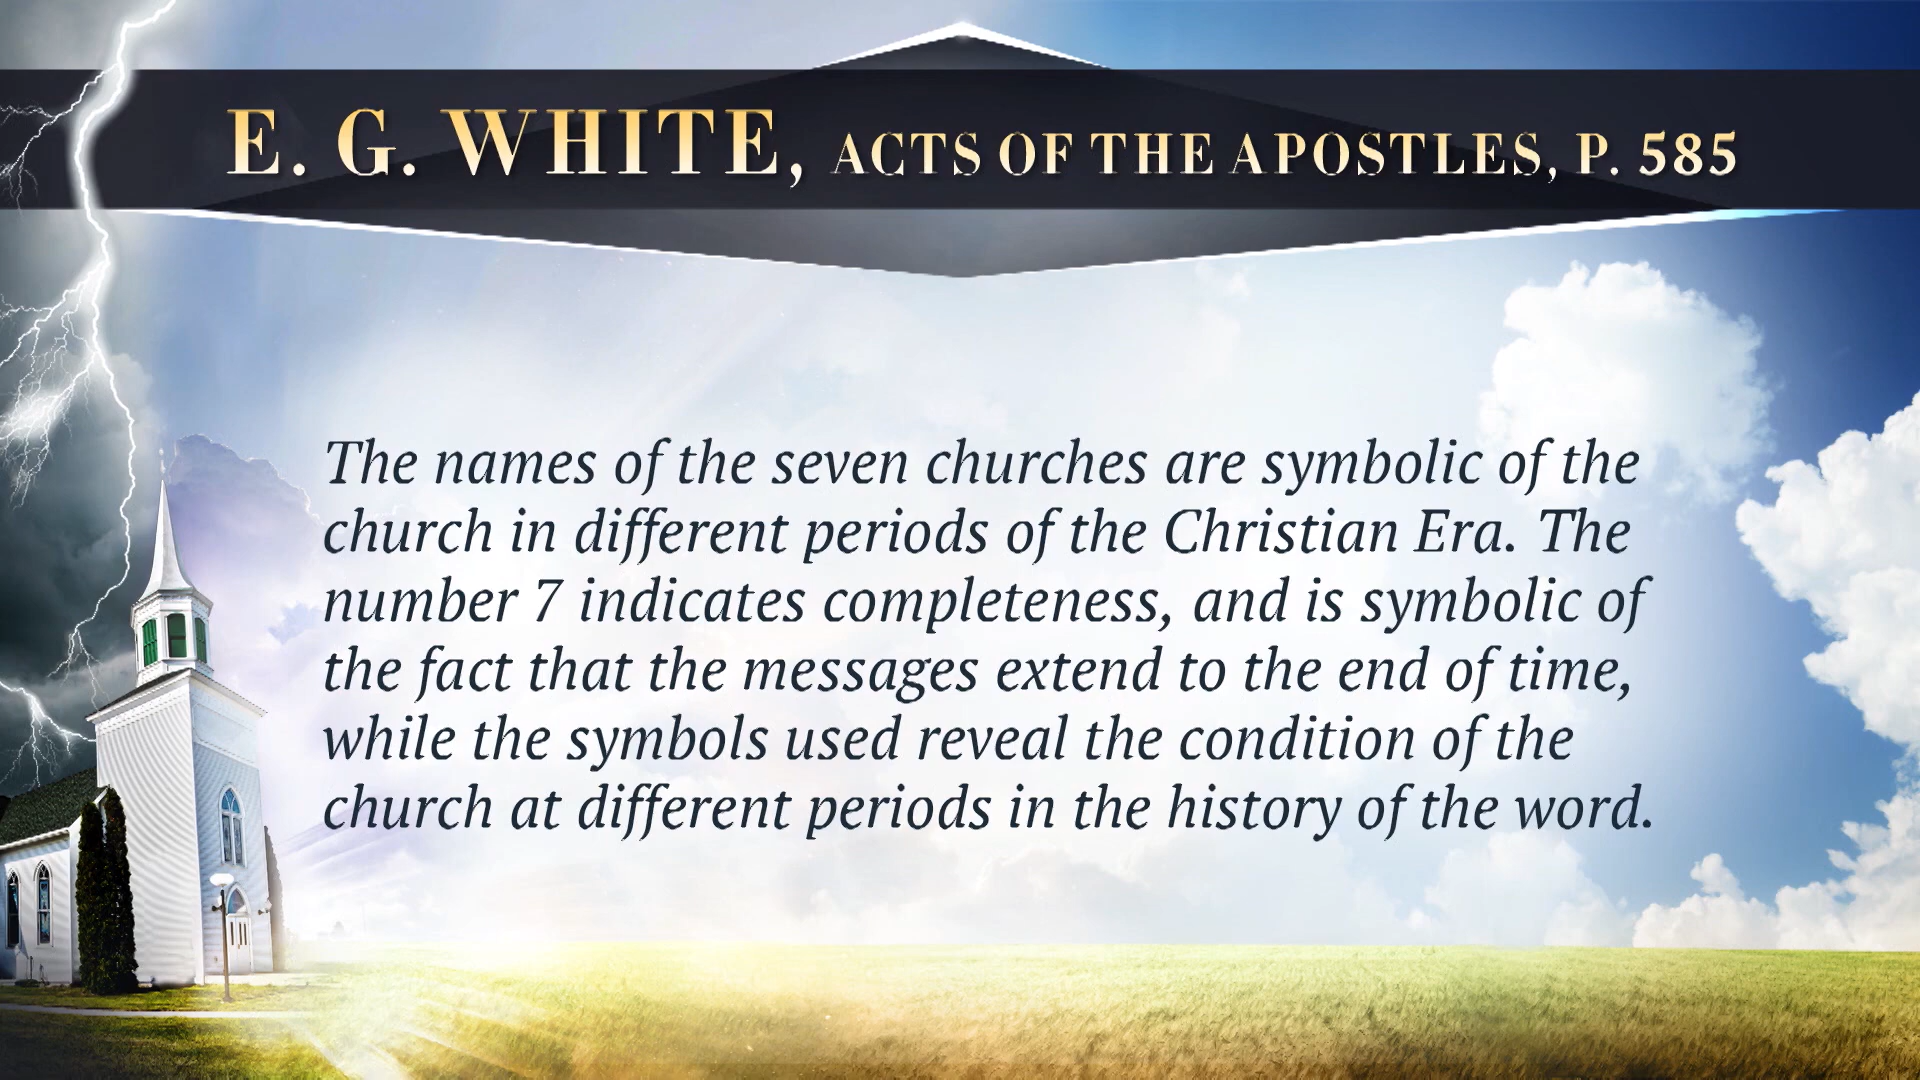 E. G. WHITE, ACTS OF THE APOSTLES, P. 585
The names of the seven churches are symbolic of the
church in different periods of the Christian Era. The
number 7 indicates completeness, and is symbolic of
the fact that the messages extend to the end of time,
while the symbols used reveal the condition of the
church at different periods in the history of the word.